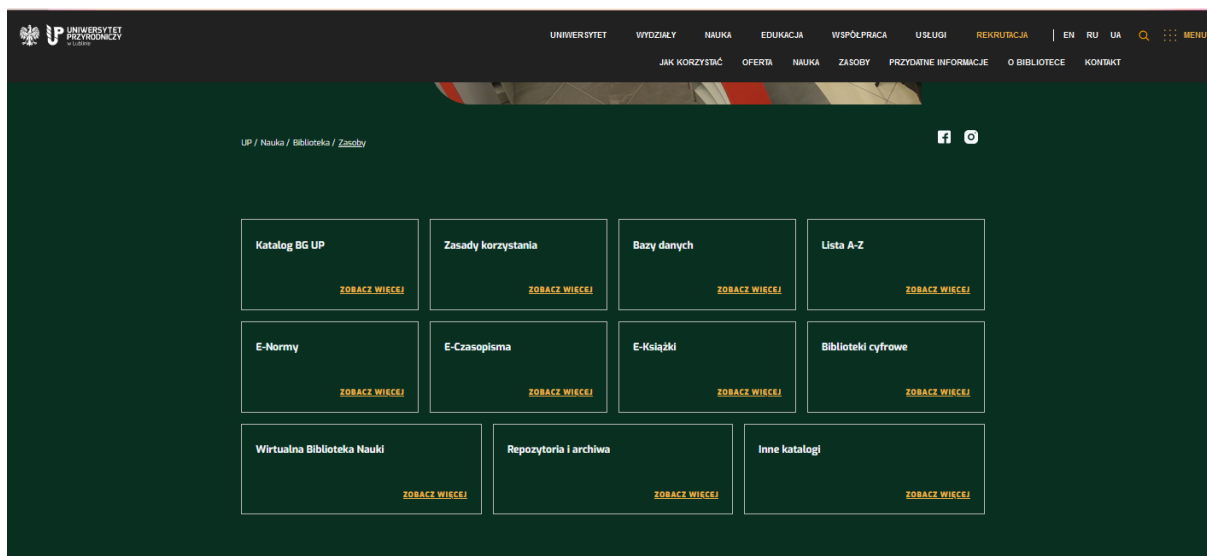 UNIWERSYTET
PRZYRODNICZY
w Lublinie
UNIWERSYTET WYDZIAŁY NAUKA EDUKACJA WSPÓŁPRACA USŁUGI REKRUTACJA | EN RU UA MENU
JAK KORZYSTAĆ OFERTA NAUKA ZASOBY PRZYDATNE INFORMACJE O BIBLIOTECE KONTAKT
UP / Nauka / Biblioteka / Zasoby
Katalog BG UP
ZOBACZ WIĘCEJ
Zasady korzystania
ZOBACZ WIĘCEJ
Bazy danych
ZOBACZ WIĘCEJ
Lista A-Z
ZOBACZ WIĘCEJ
E-Normy
ZOBACZ WIĘCEJ
E-Czasopisma
ZOBACZ WIĘCEJ
E-Książki
ZOBACZ WIĘCEJ
Biblioteki cyfrowe
ZOBACZ WIĘCEJ
Wirtualna Biblioteka Nauki
ZOBACZ WIĘCEJ
Repozytoria i archiwa
ZOBACZ WIĘCEJ
Inne katalogi
ZOBACZ WIĘCEJ